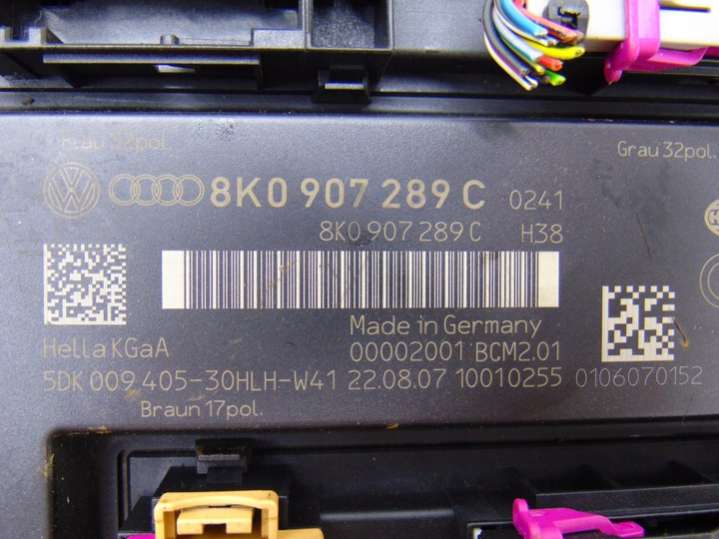 Grau 32pol.
Grau 32pol.
8K0 907 289 C 0241
8K0 907 289 C H38
Made in Germany
Hella KGaA 00002001 BCM2.01
5DK 009 405-30HLH-W41 22.08.07 10010255 0106070152
Braun 17pol.